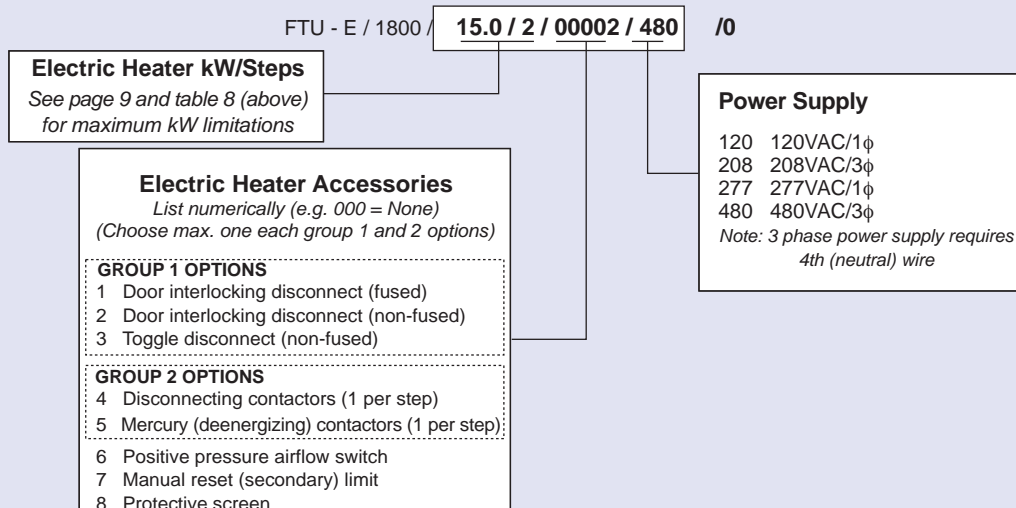 FTU - E / 1800 / 15.0 / 2 / 00002 / 480 /0
Electric Heater kW/Steps
See page 9 and table 8 (above)
for maximum kW limitations
Power Supply
120 120VAC/1ϕ
208 208VAC/3ϕ
277 277VAC/1ϕ
480 480VAC/3ϕ
Note: 3 phase power supply requires
4th (neutral) wire
Electric Heater Accessories
List numerically (e.g. 000 = None)
(Choose max. one each group 1 and 2 options)
GROUP 1 OPTIONS
1 Door interlocking disconnect (fused)
2 Door interlocking disconnect (non-fused)
3 Toggle disconnect (non-fused)
GROUP 2 OPTIONS
4 Disconnecting contactors (1 per step)
5 Mercury (deenergizing) contactors (1 per step)
6 Positive pressure airflow switch
7 Manual reset (secondary) limit
8 Protective screen